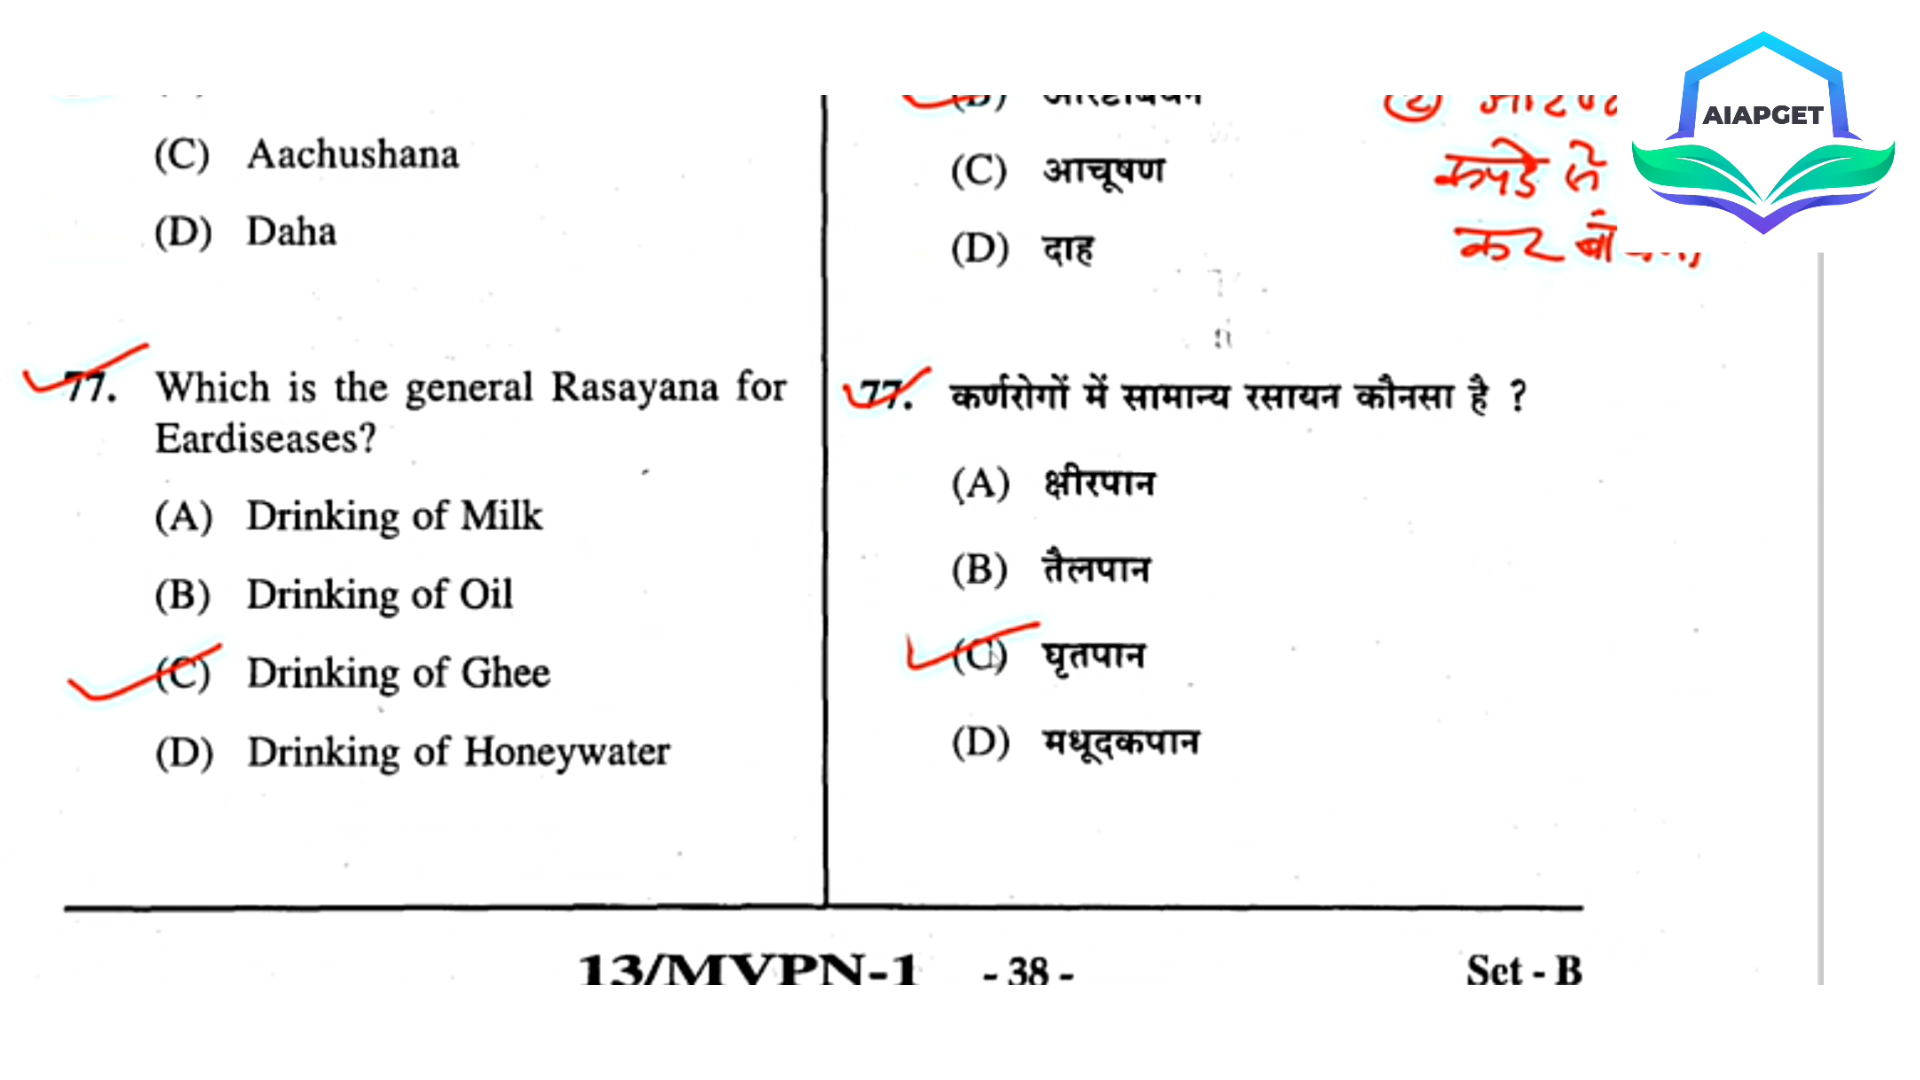 AIAPGET
(C) Aachushana
(D) Daha
77. Which is the general Rasayana for
Eardiseases?
(A) Drinking of Milk
(B) Drinking of Oil
(C) Drinking of Ghee
(D) Drinking of Honeywater
(B)
(C) आचूषण
(D) दाह
कपडे से
कर
77. कर्णरोगों में सामान्य रसायन कौनसा है ?
(A) क्षीरपान
(B) तैलपान
(C) घृतपान
(D) मधूदकपान
13/MVPN-1 - 38 - Set - B